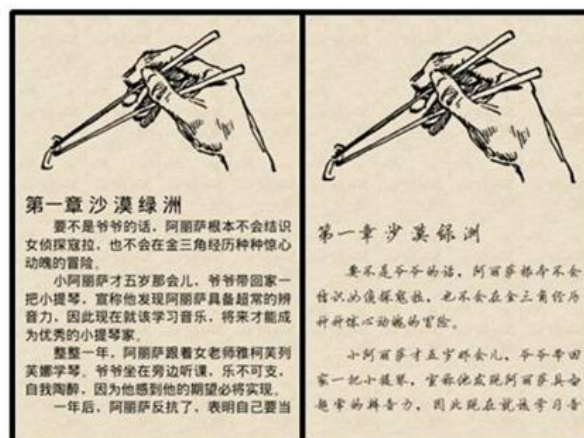 第一章 沙漠绿洲
要不是爷爷的话，阿丽萨根本不会结识
女侦探寇拉，也不会在金三角经历种种惊心
动魄的冒险。
小阿丽萨才五岁那会儿，爷爷带回家一
把小提琴，宣称他发现阿丽萨具备超常的辨
音力，因此现在就该学习音乐，将来才能成
为优秀的小提琴家。
整整一年，阿丽萨跟着女老师雅柯芙列
芙娜学琴。爷爷坐在旁边听课，乐不可支，
自我陶醉，因为他感到他的期望必将实现。
一年后，阿丽萨反抗了，表明自己要当
第一章 沙漠绿洲
要不是爷爷的话，阿丽萨根本不会
结识女侦探寇拉，也不会在金三角经历
种种惊心动魄的冒险。
小阿丽萨才五岁那会儿，爷爷带回
家一把小提琴，宣称他发现阿丽萨具备
超常的辨音力，因此现在就该学习音